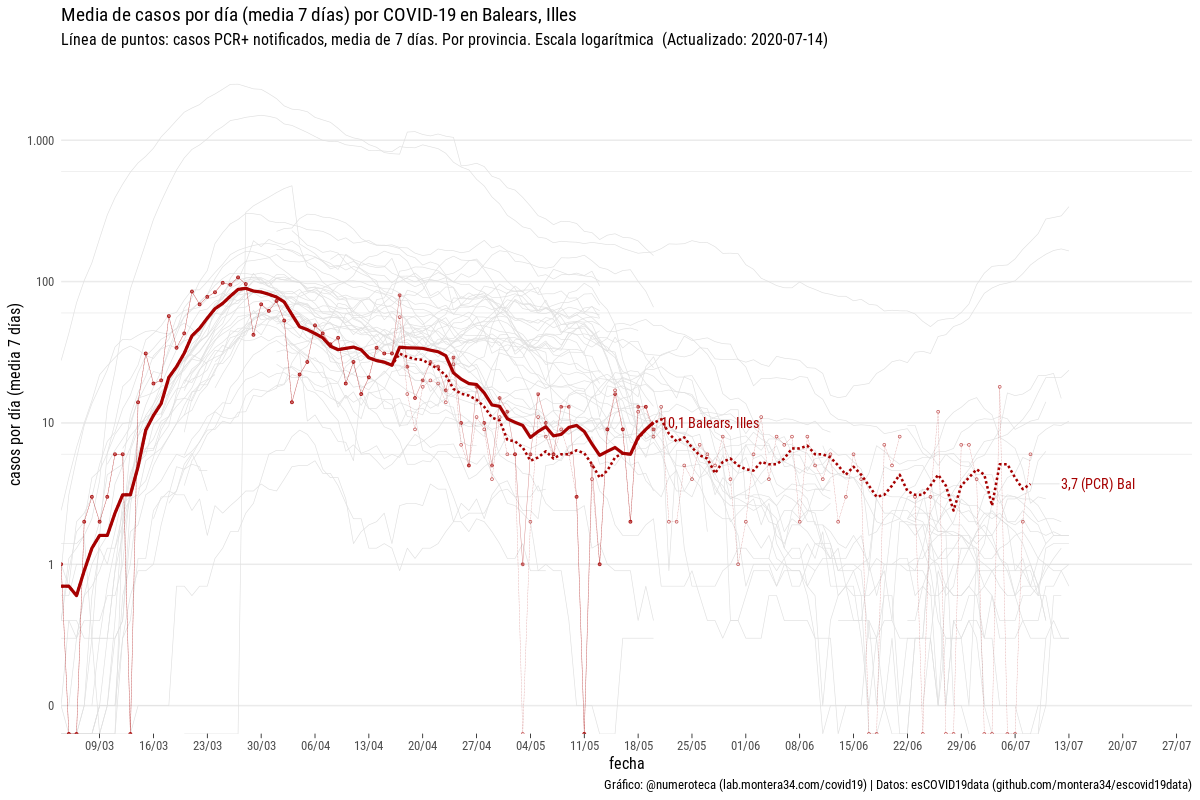 Media de casos por día (media 7 días) por COVID-19 en Balears, Illes
Línea de puntos: casos PCR+ notificados, media de 7 días. Por provincia. Escala logarítmica  (Actualizado: 2020-07-14)
casos por día (media 7 días)
1.000
100
10
1
0
10,1 Balears, Illes
3,7 (PCR) Bal
09/03 16/03 23/03 30/03 06/04 13/04 20/04 27/04 04/05 11/05 18/05 25/05 01/06 08/06 15/06 22/06 29/06 06/07 13/07 20/07 27/07
fecha
Gráfico: @numeroteca (lab.montera34.com/covid19) | Datos: esCOVID19data (github.com/montera34/escovid19data)